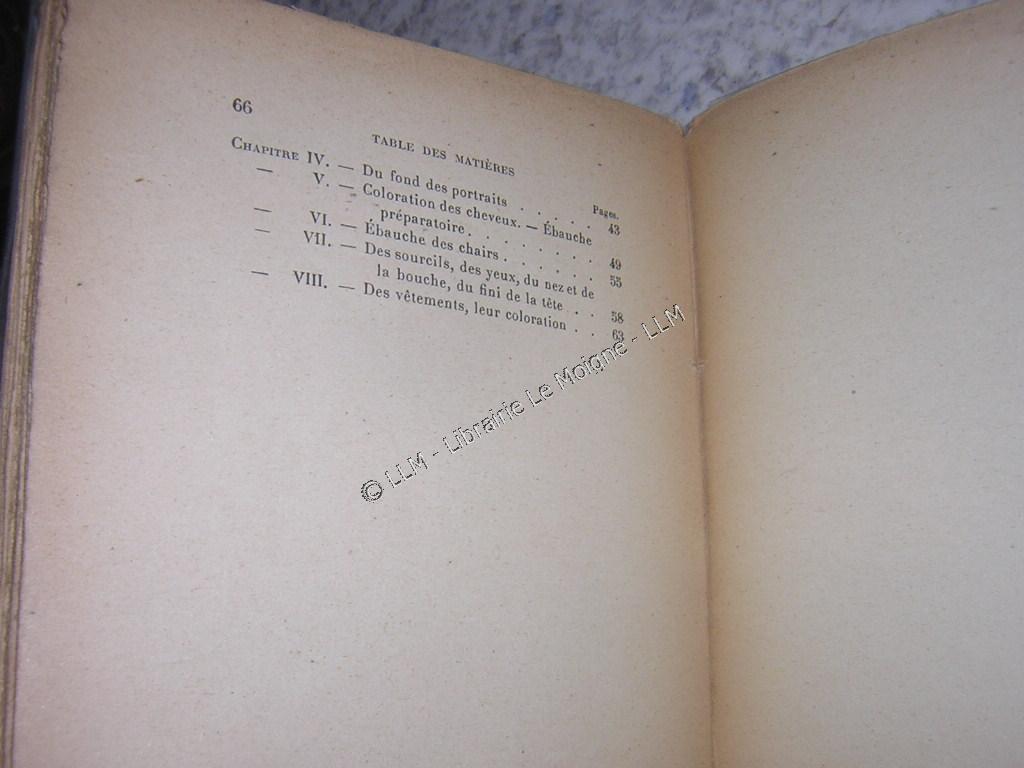 66
TABLE DES MATIÈRES
Pages.
CHAPITRE IV. — Du fond des portraits . . . . . 43
— V. — Coloration des cheveux. — Ébauche
préparatoire. . . . . . . . 49
— VI. — Ébauche des chairs . . . . . . 55
— VII. — Des sourcils, des yeux, du nez et de
la bouche, du fini de la tête . . 58
— VIII. — Des vêtements, leur coloration . . 63
© LLM - Librairie Le Moigne - LLM